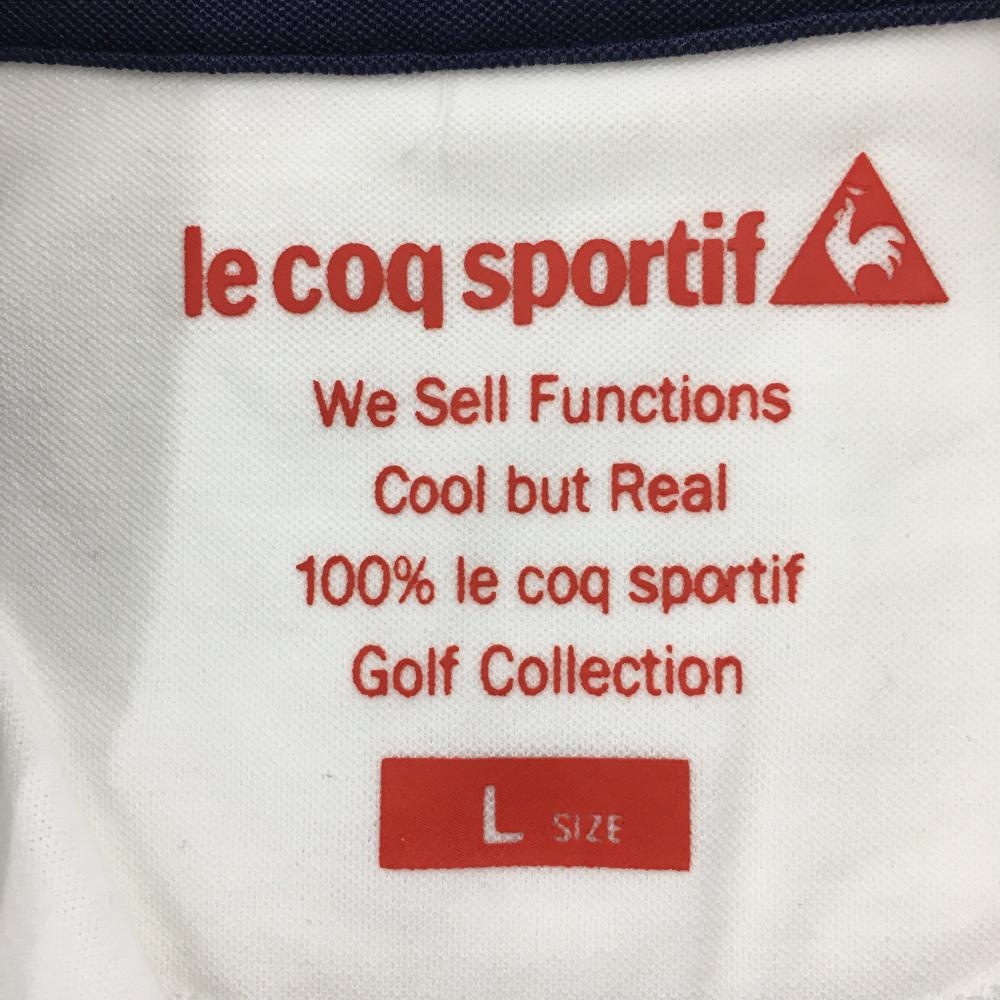 le coq sportif
We Sell Functions
Cool but Real
100% le coq sportif
Golf Collection
L SIZE